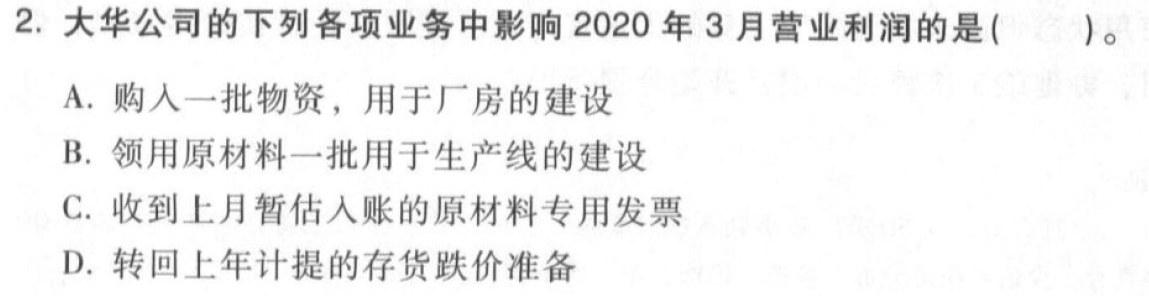 2. 大华公司的下列各项业务中影响 2020 年 3 月营业利润的是(  )。
A. 购入一批物资，用于厂房的建设
B. 领用原材料一批用于生产线的建设
C. 收到上月暂估入账的原材料专用发票
D. 转回上年计提的存货跌价准备